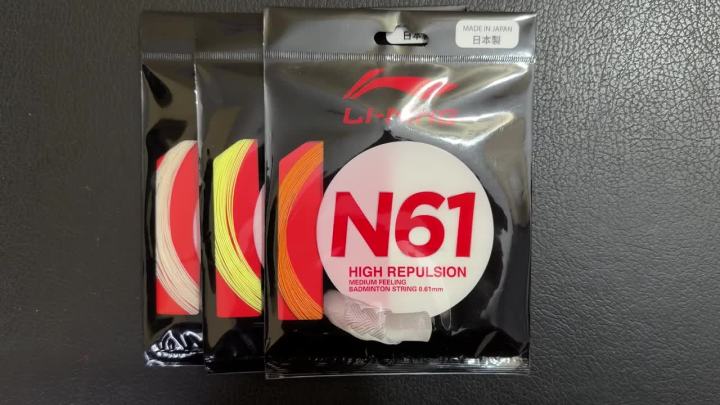 日本
MADE IN JAPAN
日本製
LI-NING
N61
HIGH REPULSION
MEDIUM FEELING
BADMINTON STRING 0.61mm